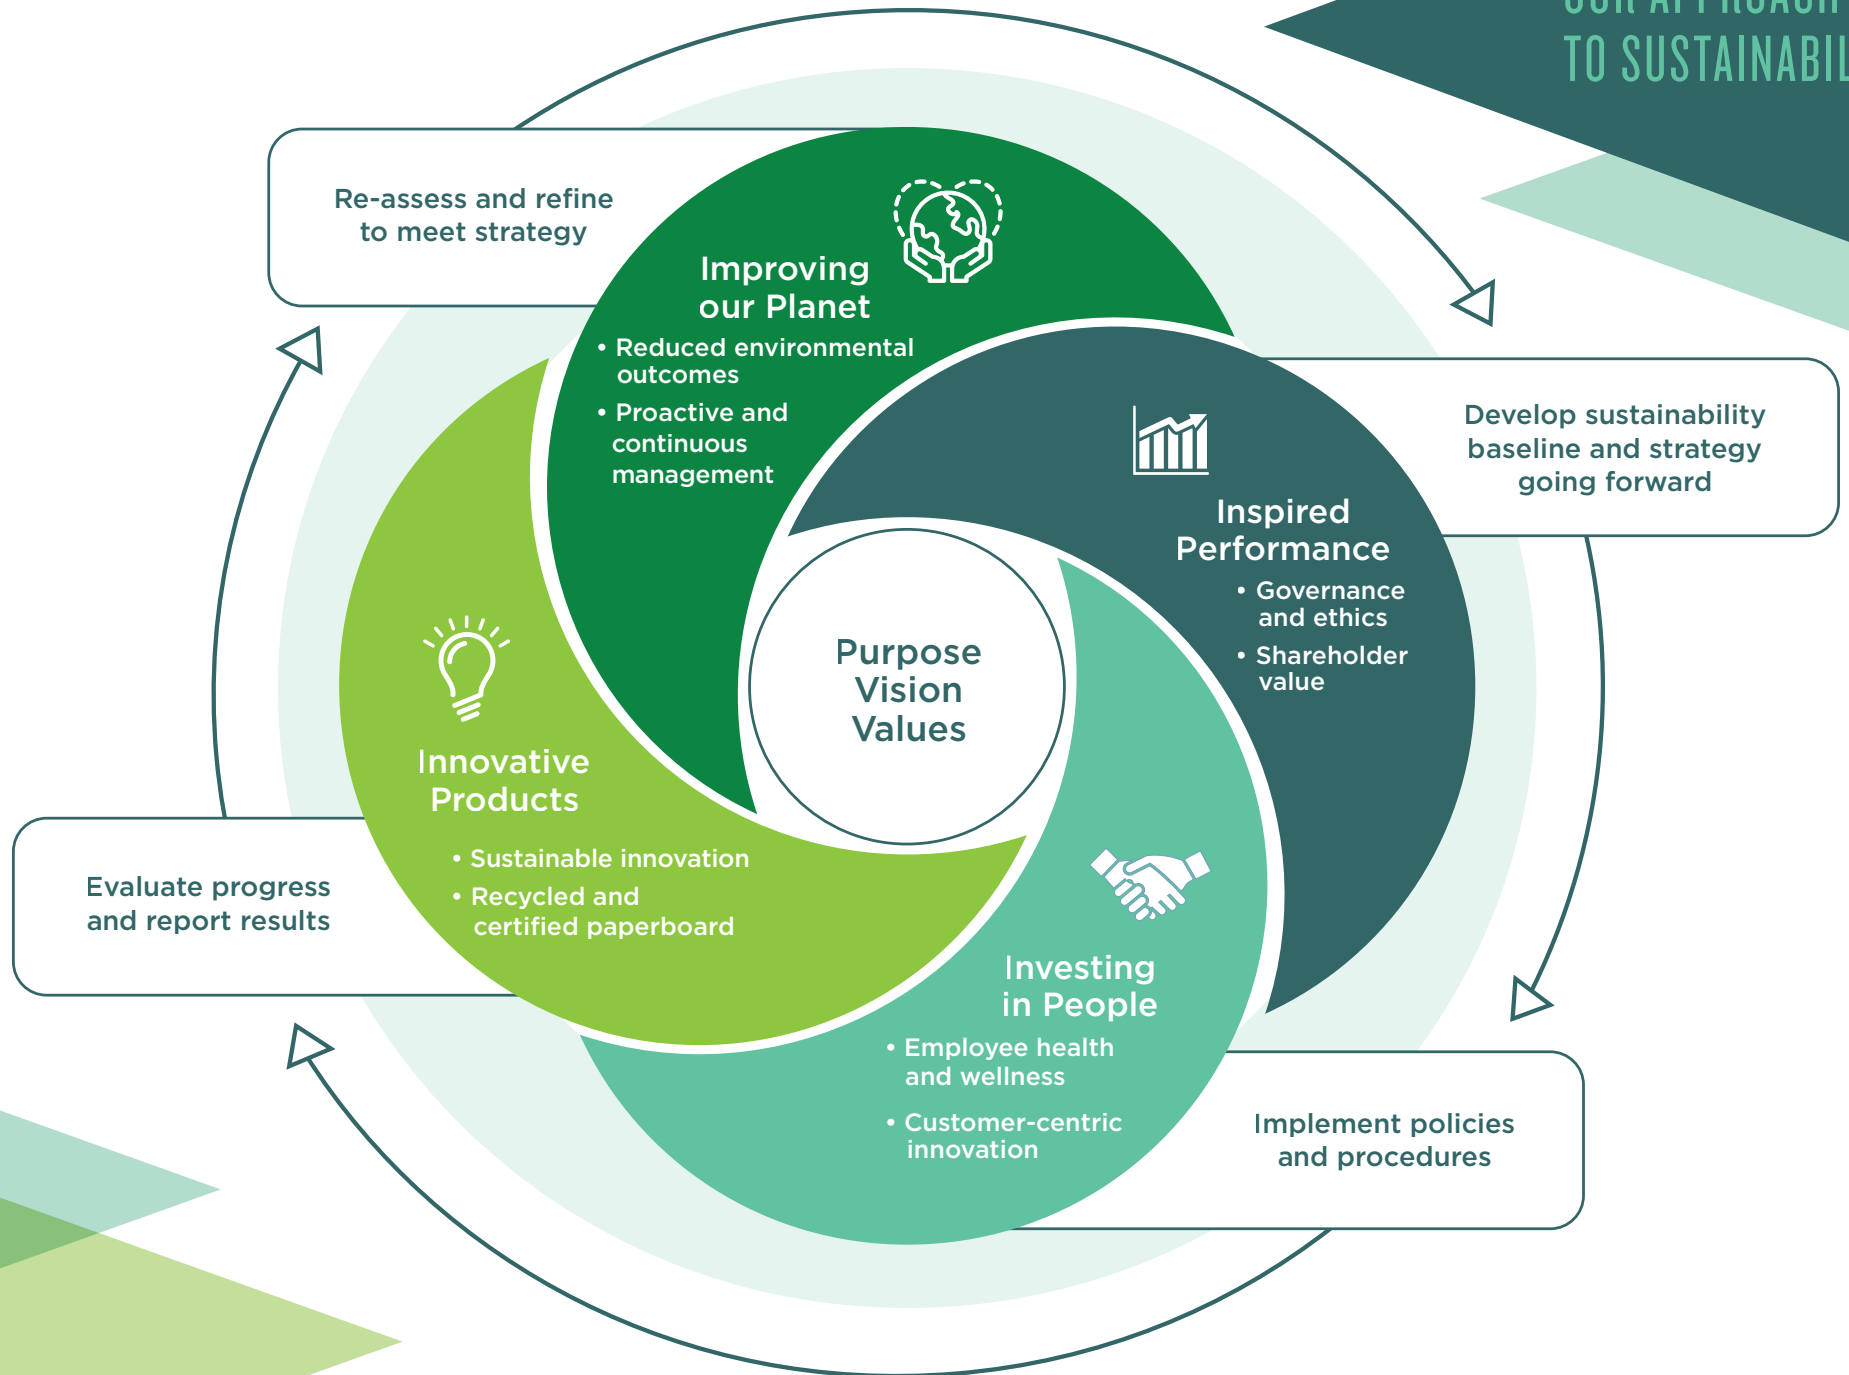 OUR APPROACH
TO SUSTAINABIL
Re-assess and refine
to meet strategy
Improving
our Planet
• Reduced environmental
outcomes
• Proactive and
continuous
management
Develop sustainability
baseline and strategy
going forward
Inspired
Performance
• Governance
and ethics
• Shareholder
value
Purpose
Vision
Values
Innovative
Products
• Sustainable innovation
• Recycled and
certified paperboard
Evaluate progress
and report results
Investing
in People
• Employee health
and wellness
• Customer-centric
innovation
Implement policies
and procedures